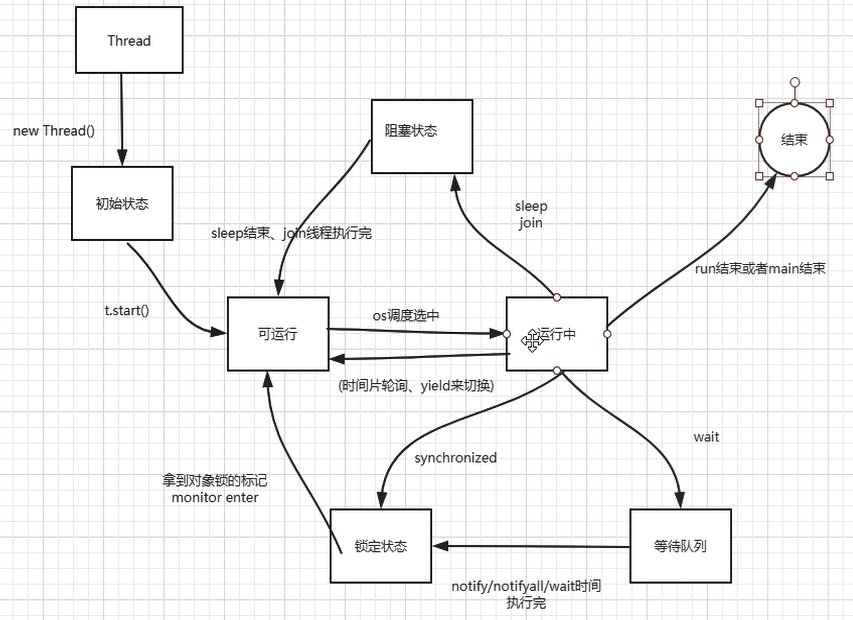 Thread
new Thread()
初始状态
t.start()
阻塞状态
sleep结束、join线程执行完
sleep
join
结束
run结束或者main结束
可运行
os调度选中
运行中
(时间片轮询、yield来切换)
synchronized
wait
拿到对象锁的标记
monitor enter
锁定状态
等待队列
notify/notifyall/wait时间
执行完